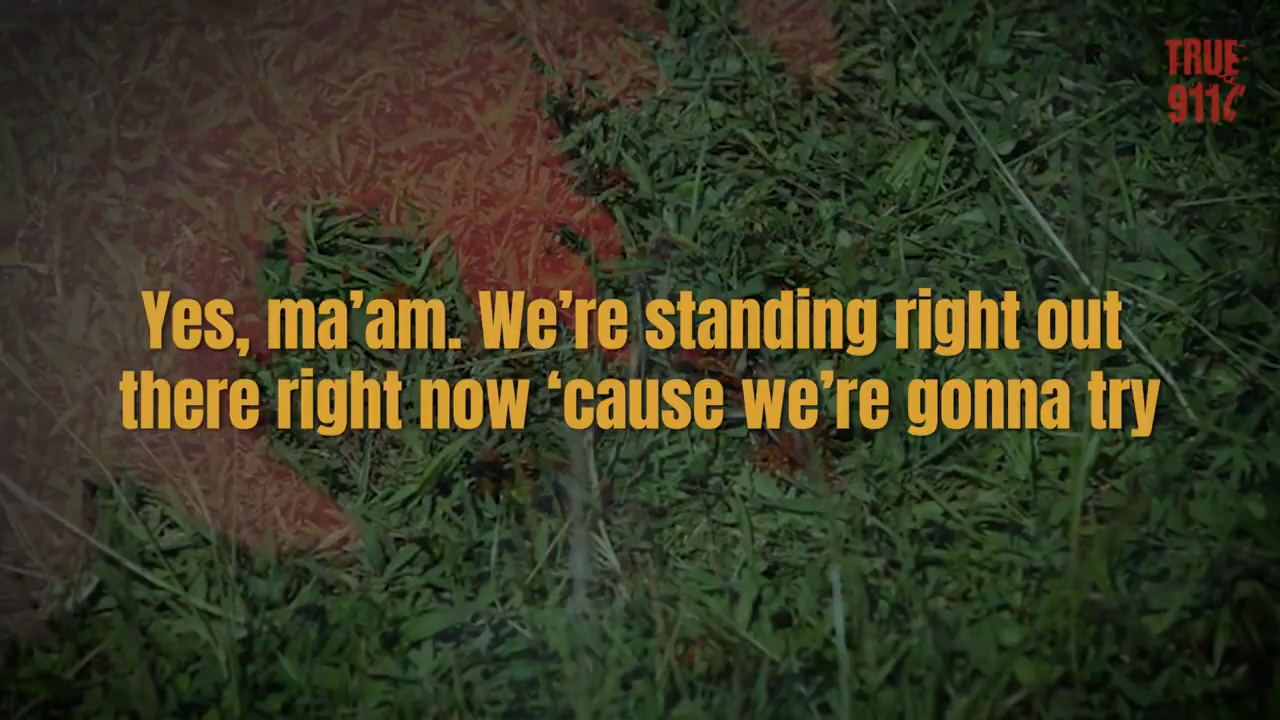 TRUE
911
Yes, ma’am. We’re standing right out
there right now ‘cause we’re gonna try